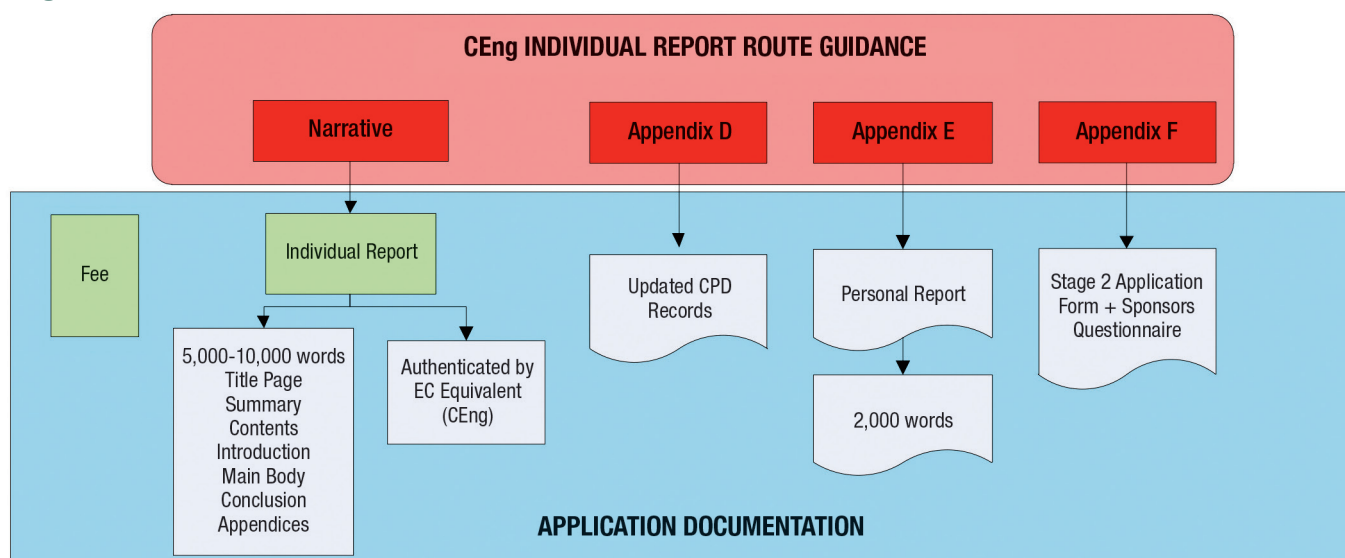 CEng INDIVIDUAL REPORT ROUTE GUIDANCE
Narrative
Appendix D
Appendix E
Appendix F
Fee
Individual Report
Updated CPD
Records
Personal Report
Stage 2 Application
Form + Sponsors
Questionnaire
5,000-10,000 words
Title Page
Summary
Contents
Introduction
Main Body
Conclusion
Appendices
Authenticated by
EC Equivalent
(CEng)
2,000 words
APPLICATION DOCUMENTATION